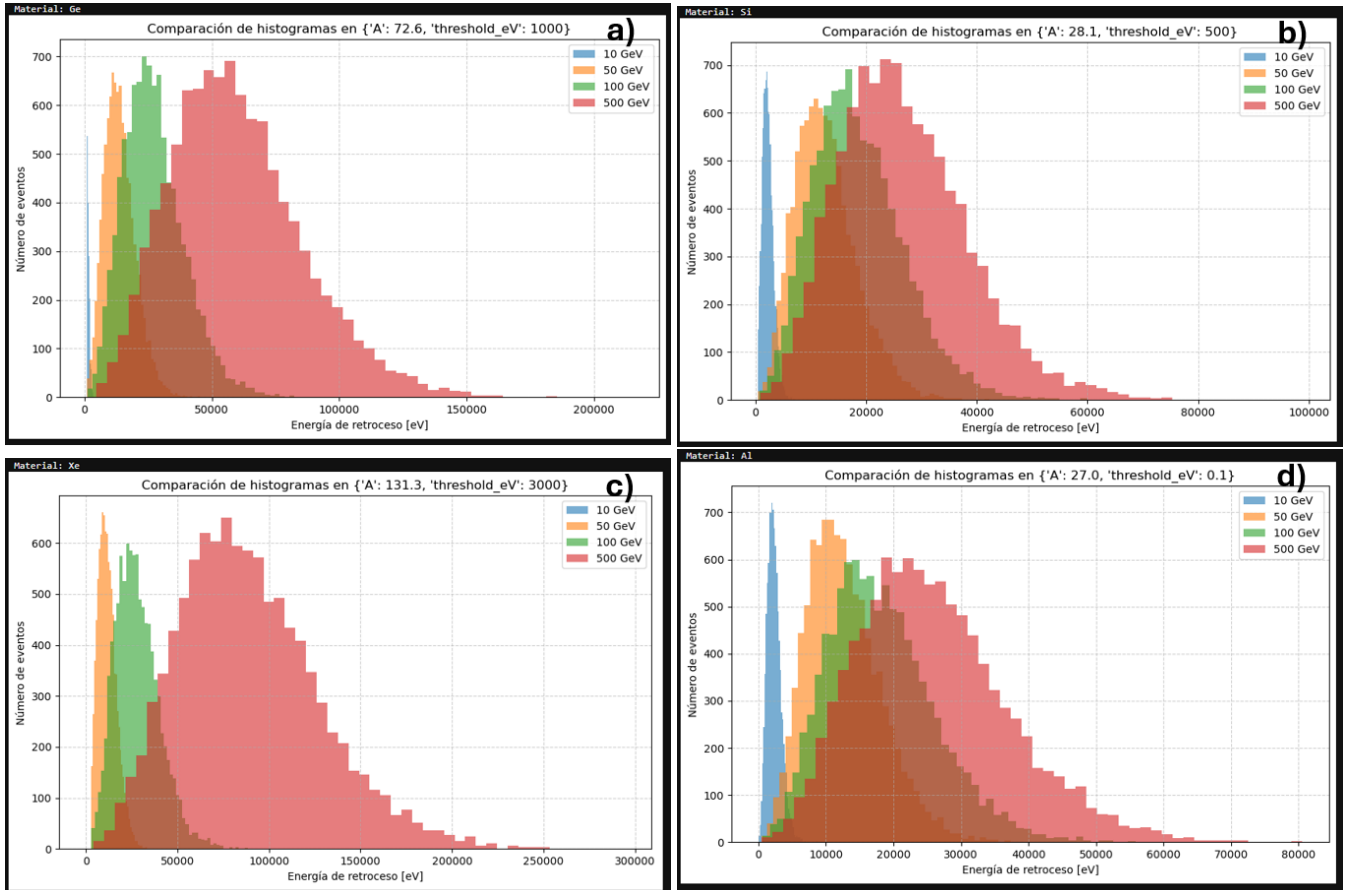 Material: Ge
Comparación de histogramas en {'A': 72.6, 'threshold_eV': 1000}
a)
10 GeV
50 GeV
100 GeV
500 GeV
Número de eventos
700
600
500
400
300
200
100
0
0 50000 100000 150000 200000
Energía de retroceso [eV]
Material: Si
Comparación de histogramas en {'A': 28.1, 'threshold_eV': 500}
b)
10 GeV
50 GeV
100 GeV
500 GeV
Número de eventos
700
600
500
400
300
200
100
0
0 20000 40000 60000 80000 100000
Energía de retroceso [eV]
Material: Xe
Comparación de histogramas en {'A': 131.3, 'threshold_eV': 3000}
c)
10 GeV
50 GeV
100 GeV
500 GeV
Número de eventos
600
500
400
300
200
100
0
0 50000 100000 150000 200000 250000 300000
Energía de retroceso [eV]
Material: Al
Comparación de histogramas en {'A': 27.0, 'threshold_eV': 0.1}
d)
10 GeV
50 GeV
100 GeV
500 GeV
Número de eventos
700
600
500
400
300
200
100
0
0 10000 20000 30000 40000 50000 60000 70000 80000
Energía de retroceso [eV]